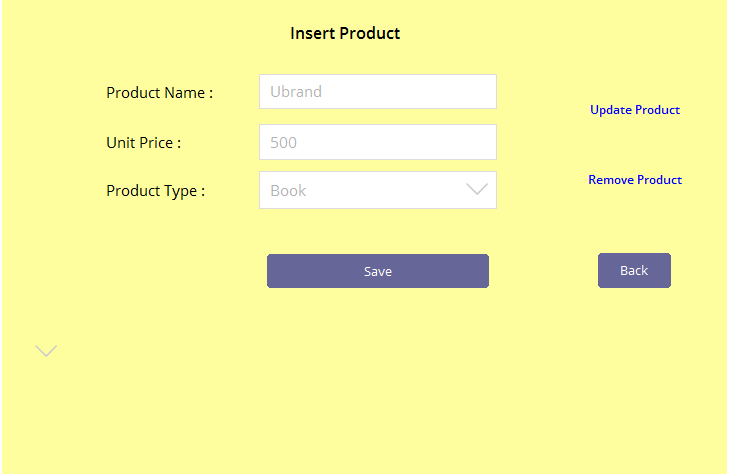 Insert Product
Product Name :
Ubrand
Update Product
Unit Price :
500
Remove Product
Product Type :
Book
Save
Back